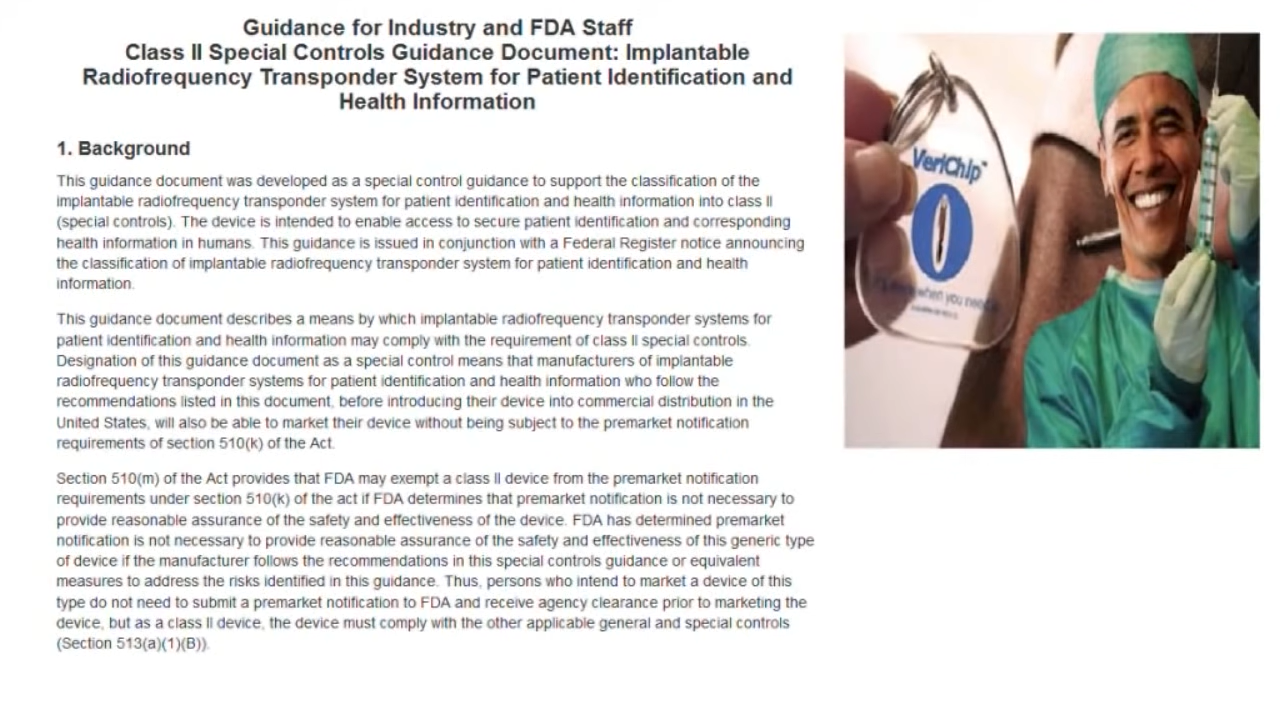 Guidance for Industry and FDA Staff
Class II Special Controls Guidance Document: Implantable
Radiofrequency Transponder System for Patient Identification and
Health Information
1. Background
This guidance document was developed as a special control guidance to support the classification of the
implantable radiofrequency transponder system for patient identification and health information into class II
(special controls). The device is intended to enable access to secure patient identification and corresponding
health information in humans. This guidance is issued in conjunction with a Federal Register notice announcing
the classification of implantable radiofrequency transponder system for patient identification and health
information.
This guidance document describes a means by which implantable radiofrequency transponder systems for
patient identification and health information may comply with the requirement of class II special controls.
Designation of this guidance document as a special control means that manufacturers of implantable
radiofrequency transponder systems for patient identification and health information who follow the
recommendations listed in this document, before introducing their device into commercial distribution in the
United States, will also be able to market their device without being subject to the premarket notification
requirements of section 510(k) of the Act.
Section 510(m) of the Act provides that FDA may exempt a class II device from the premarket notification
requirements under section 510(k) of the act if FDA determines that premarket notification is not necessary to
provide reasonable assurance of the safety and effectiveness of the device. FDA has determined premarket
notification is not necessary to provide reasonable assurance of the safety and effectiveness of this generic type
of device if the manufacturer follows the recommendations in this special controls guidance or equivalent
measures to address the risks identified in this guidance. Thus, persons who intend to market a device of this
type do not need to submit a premarket notification to FDA and receive agency clearance prior to marketing the
device, but as a class II device, the device must comply with the other applicable general and special controls
(Section 513(a)(1)(B)).
VeriChip™
when you need